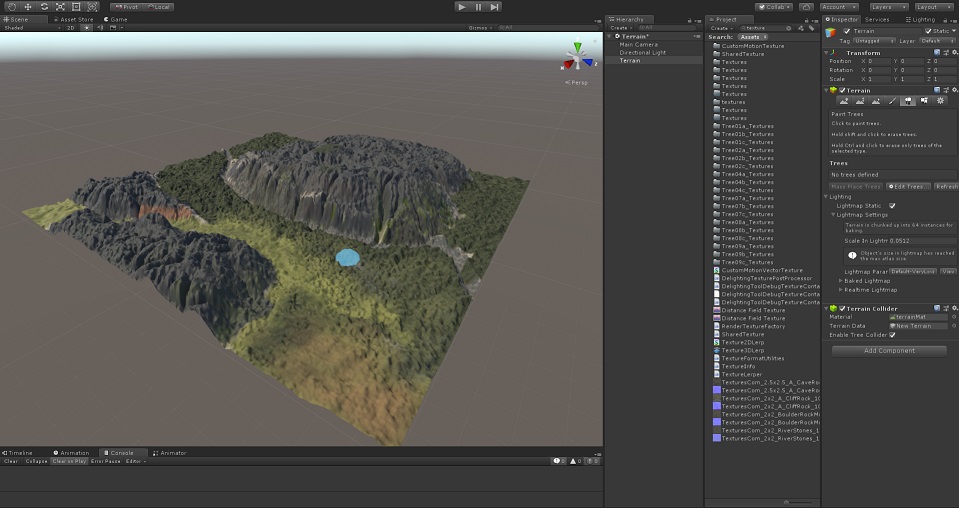 Pivot Local
Collab Account Layers Layout
Scene Asset Store Game
Shaded 2D Gizmos All
Persp
Hierarchy
Create All
Terrain*
Main Camera
Directional Light
Terrain
Project
Create texture
Search: Assets
CustomMotionTexture
SharedTexture
Textures
Textures
Textures
Textures
Textures
textures
Textures
Textures
Tree01a_Textures
Tree01b_Textures
Tree01c_Textures
Tree02a_Textures
Tree02b_Textures
Tree02c_Textures
Tree04a_Textures
Tree04b_Textures
Tree04c_Textures
Tree07a_Textures
Tree07b_Textures
Tree07c_Textures
Tree08a_Textures
Tree08b_Textures
Tree08c_Textures
Tree09a_Textures
Tree09b_Textures
Tree09c_Textures
CustomMotionVectorTexture
DelightingTexturePostProcessor
DelightingToolDebugTextureConta
DelightingToolDebugTextureConta
DelightingToolDebugTextureConta
Distance Field Texture
Distance Field Texture
RenderTextureFactory
SharedTexture
Texture2DLerp
Texture3DLerp
TextureFormatUtilities
TextureInfo
TextureLerper
TexturesCom_2.5x2.5_A_CaveRo
TexturesCom_2.5x2.5_A_CaveRo
TexturesCom_2x2_A_CliffRock_1(
TexturesCom_2x2_A_CliffRock_1(
TexturesCom_2x2_BoulderRockM
TexturesCom_2x2_BoulderRockM
TexturesCom_2x2_RiverStones_1
TexturesCom_2x2_RiverStones_1
Inspector Services Lighting
Terrain Static
Tag Untagged Layer Default
Transform
Position X 0 Y 0 Z 0
Rotation X 0 Y 0 Z 0
Scale X 1 Y 1 Z 1
Terrain
Paint Trees
Click to paint trees.
Hold shift and click to erase trees.
Hold Ctrl and click to erase only trees of the
selected type.
Trees
No trees defined
Mass Place Trees Edit Trees... Refresh
Lighting
Lightmap Static
Lightmap Settings
Terrain is chunked up into 64 instances for
baking.
Scale In Lightm 0.0512
Object's size in lightmap has reached
the max atlas size.
Lightmap Parar Default-VeryLow View
Baked Lightmap
Realtime Lightmap
Terrain Collider
Material terrainMat
Terrain Data New Terrain
Enable Tree Collider
Add Component
Timeline Animation Console Animator
Clear Collapse Clear on Play Error Pause Editor